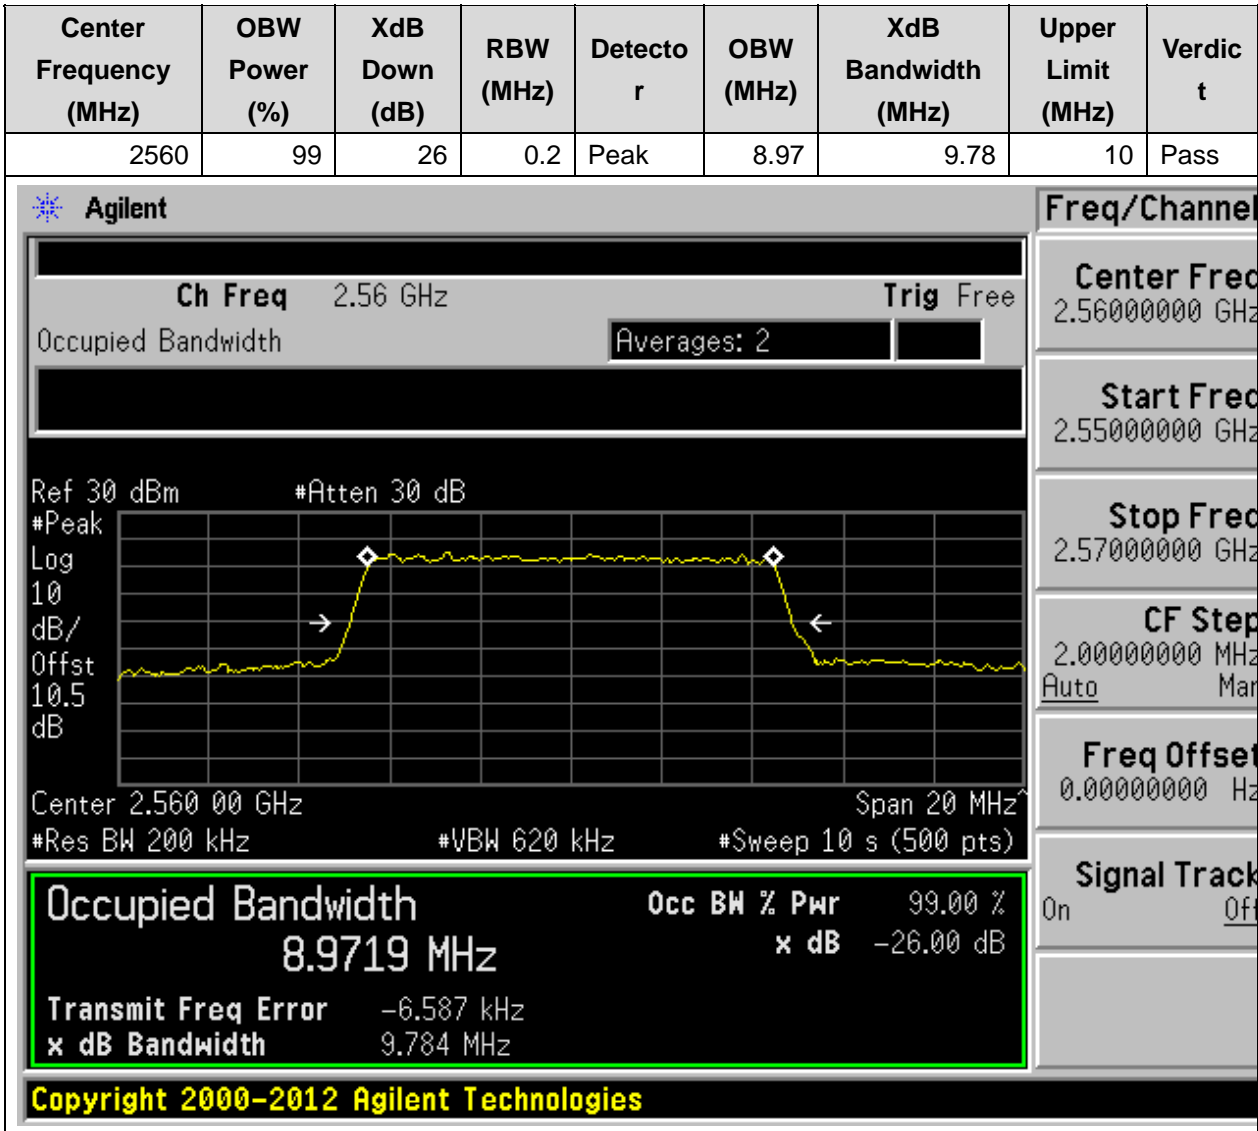 Center Frequency (MHz) OBW Power (%) XdB Down (dB) RBW (MHz) Detecto r OBW (MHz) XdB Bandwidth (MHz) Upper Limit (MHz) Verdic t
2560 99 26 0.2 Peak 8.97 9.78 10 Pass
Agilent
Freq/Channel
Ch Freq 2.56 GHz Trig Free
Occupied Bandwidth Averages: 2
Ref 30 dBm #Atten 30 dB
#Peak
Log
10
dB/
Offst
10.5
dB
Center 2.560 00 GHz Span 20 MHz^
#Res BW 200 kHz #VBW 620 kHz #Sweep 10 s (500 pts)
Occupied Bandwidth Occ BW % Pwr 99.00 %
8.9719 MHz x dB -26.00 dB
Transmit Freq Error -6.587 kHz
x dB Bandwidth 9.784 MHz
Copyright 2000-2012 Agilent Technologies
Center Freq
2.56000000 GHz
Start Freq
2.55000000 GHz
Stop Freq
2.57000000 GHz
CF Step
2.00000000 MHz
Auto Man
Freq Offset
0.00000000 Hz
Signal Track
On Off